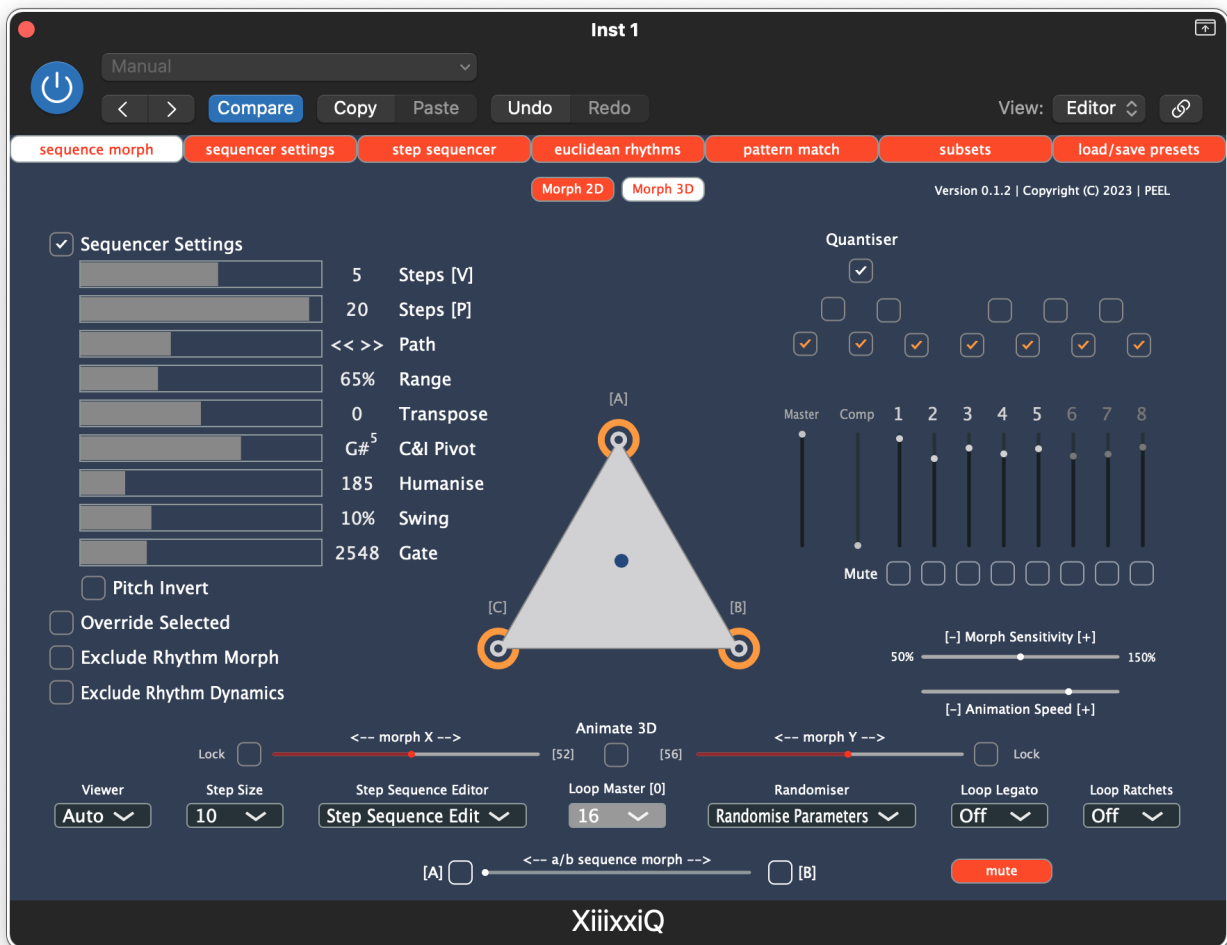 Inst 1
Manual
< > Compare Copy Paste Undo Redo View: Editor
sequence morph sequencer settings step sequencer euclidean rhythms pattern match subsets load/save presets
Morph 2D Morph 3D Version 0.1.2 | Copyright (C) 2023 | PEEL
Sequencer Settings
5 Steps [V]
20 Steps [P]
<< >> Path
65% Range
0 Transpose
G#5 C&I Pivot
185 Humanise
10% Swing
2548 Gate
Pitch Invert
Override Selected
Exclude Rhythm Morph
Exclude Rhythm Dynamics
[A]
[C] [B]
Quantiser
Master Comp 1 2 3 4 5 6 7 8
Mute
[-] Morph Sensitivity [+]
50% 150%
[-] Animation Speed [+]
Animate 3D
<-- morph X --> <-- morph Y -->
Lock [52] [56] Lock
Viewer Step Size Step Sequence Editor Loop Master [0] Randomiser Loop Legato Loop Ratchets
Auto 10 Step Sequence Edit 16 Randomise Parameters Off Off
<-- a/b sequence morph -->
[A] [B] mute
XiiixxiQ